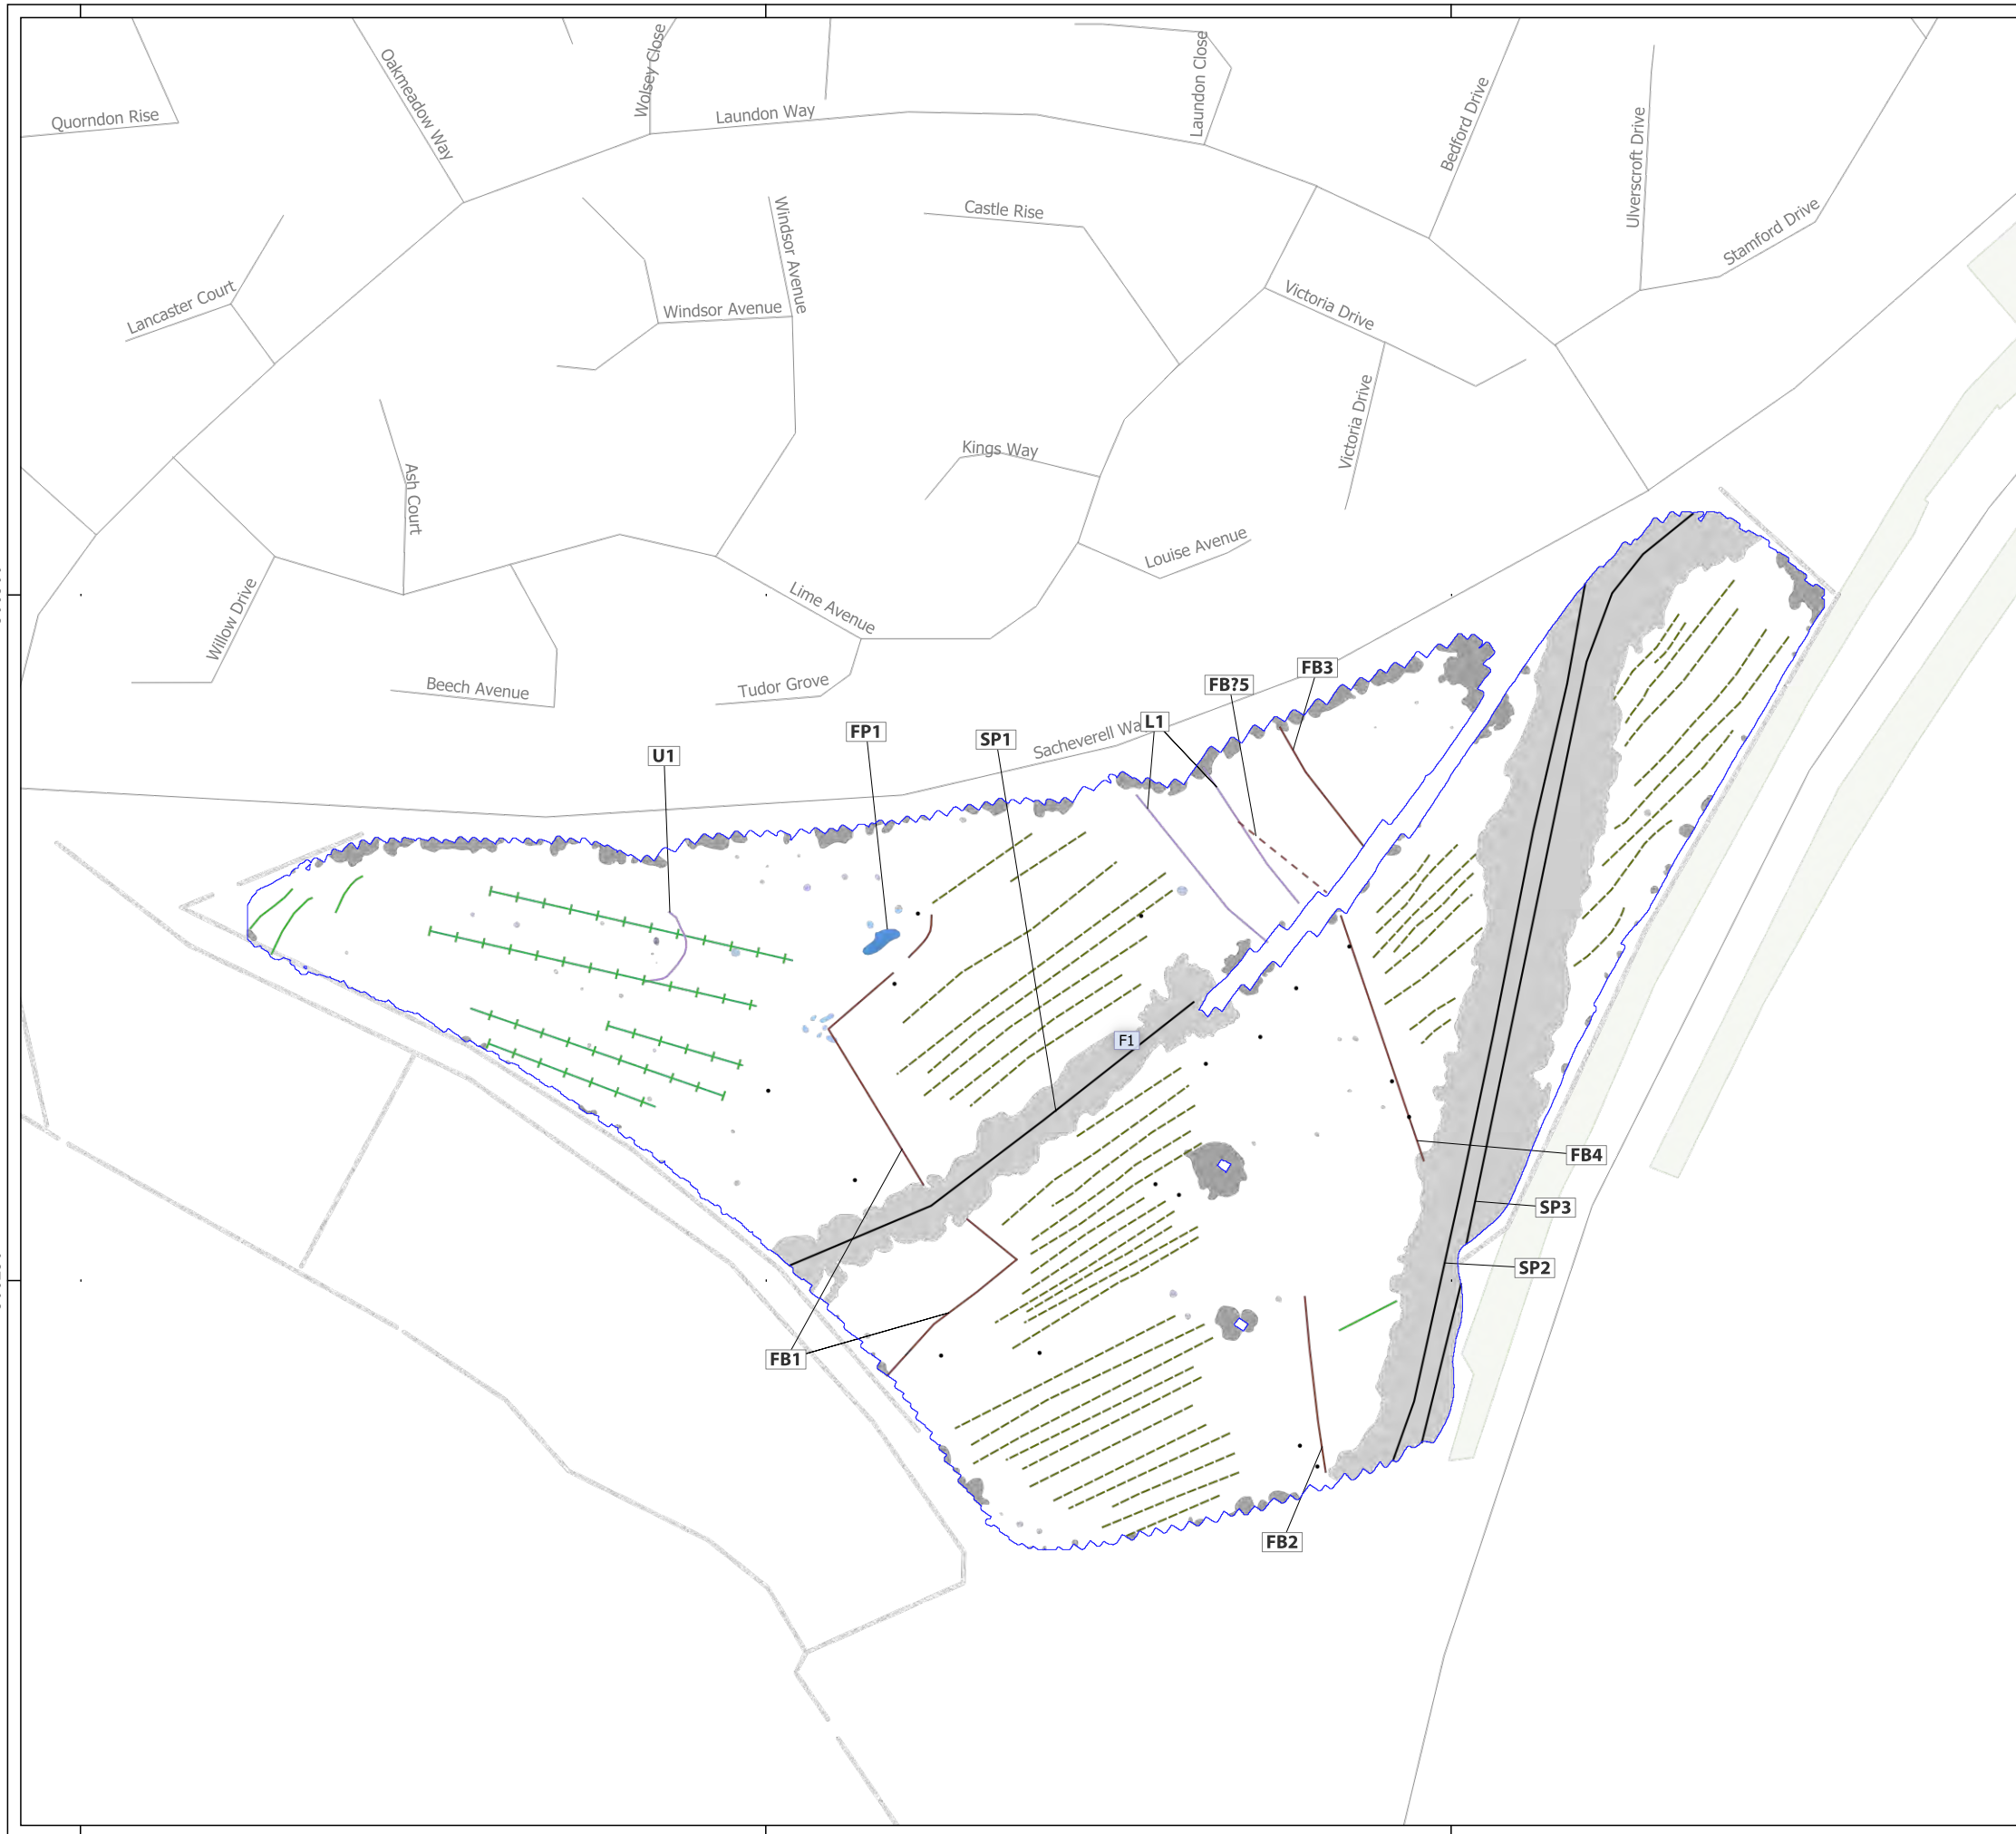 Quorndon Rise
Oakmeadow Way
Wolsey Close
Laundon Way
Laundon Close
Bedford Drive
Ulverscroft Drive
Stamford Drive
Lancaster Court
Windsor Avenue
Windsor Avenue
Castle Rise
Victoria Drive
Victoria Drive
Ash Court
Kings Way
Louise Avenue
Willow Drive
Lime Avenue
Beech Avenue
Tudor Grove
Sacheverell Wa
FB3
FB?5
L1
FP1
SP1
U1
F1
FB4
SP3
SP2
FB1
FB2